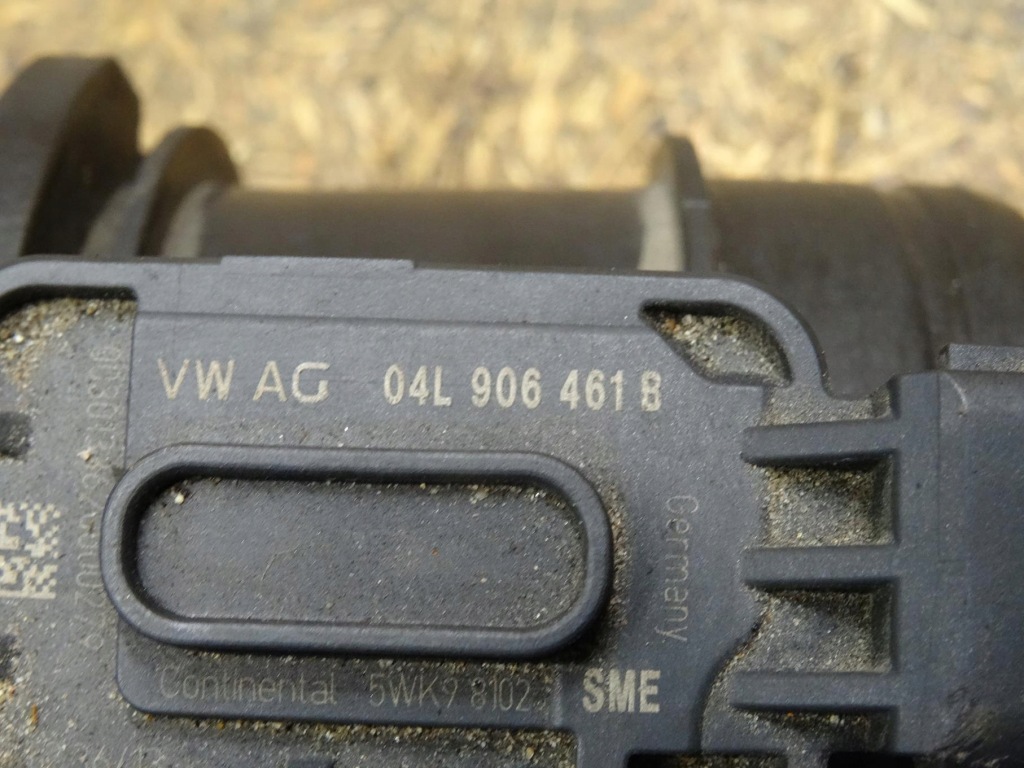 VW AG 04L 906 461 B
Germany
Continental 5WK9 8102
SME